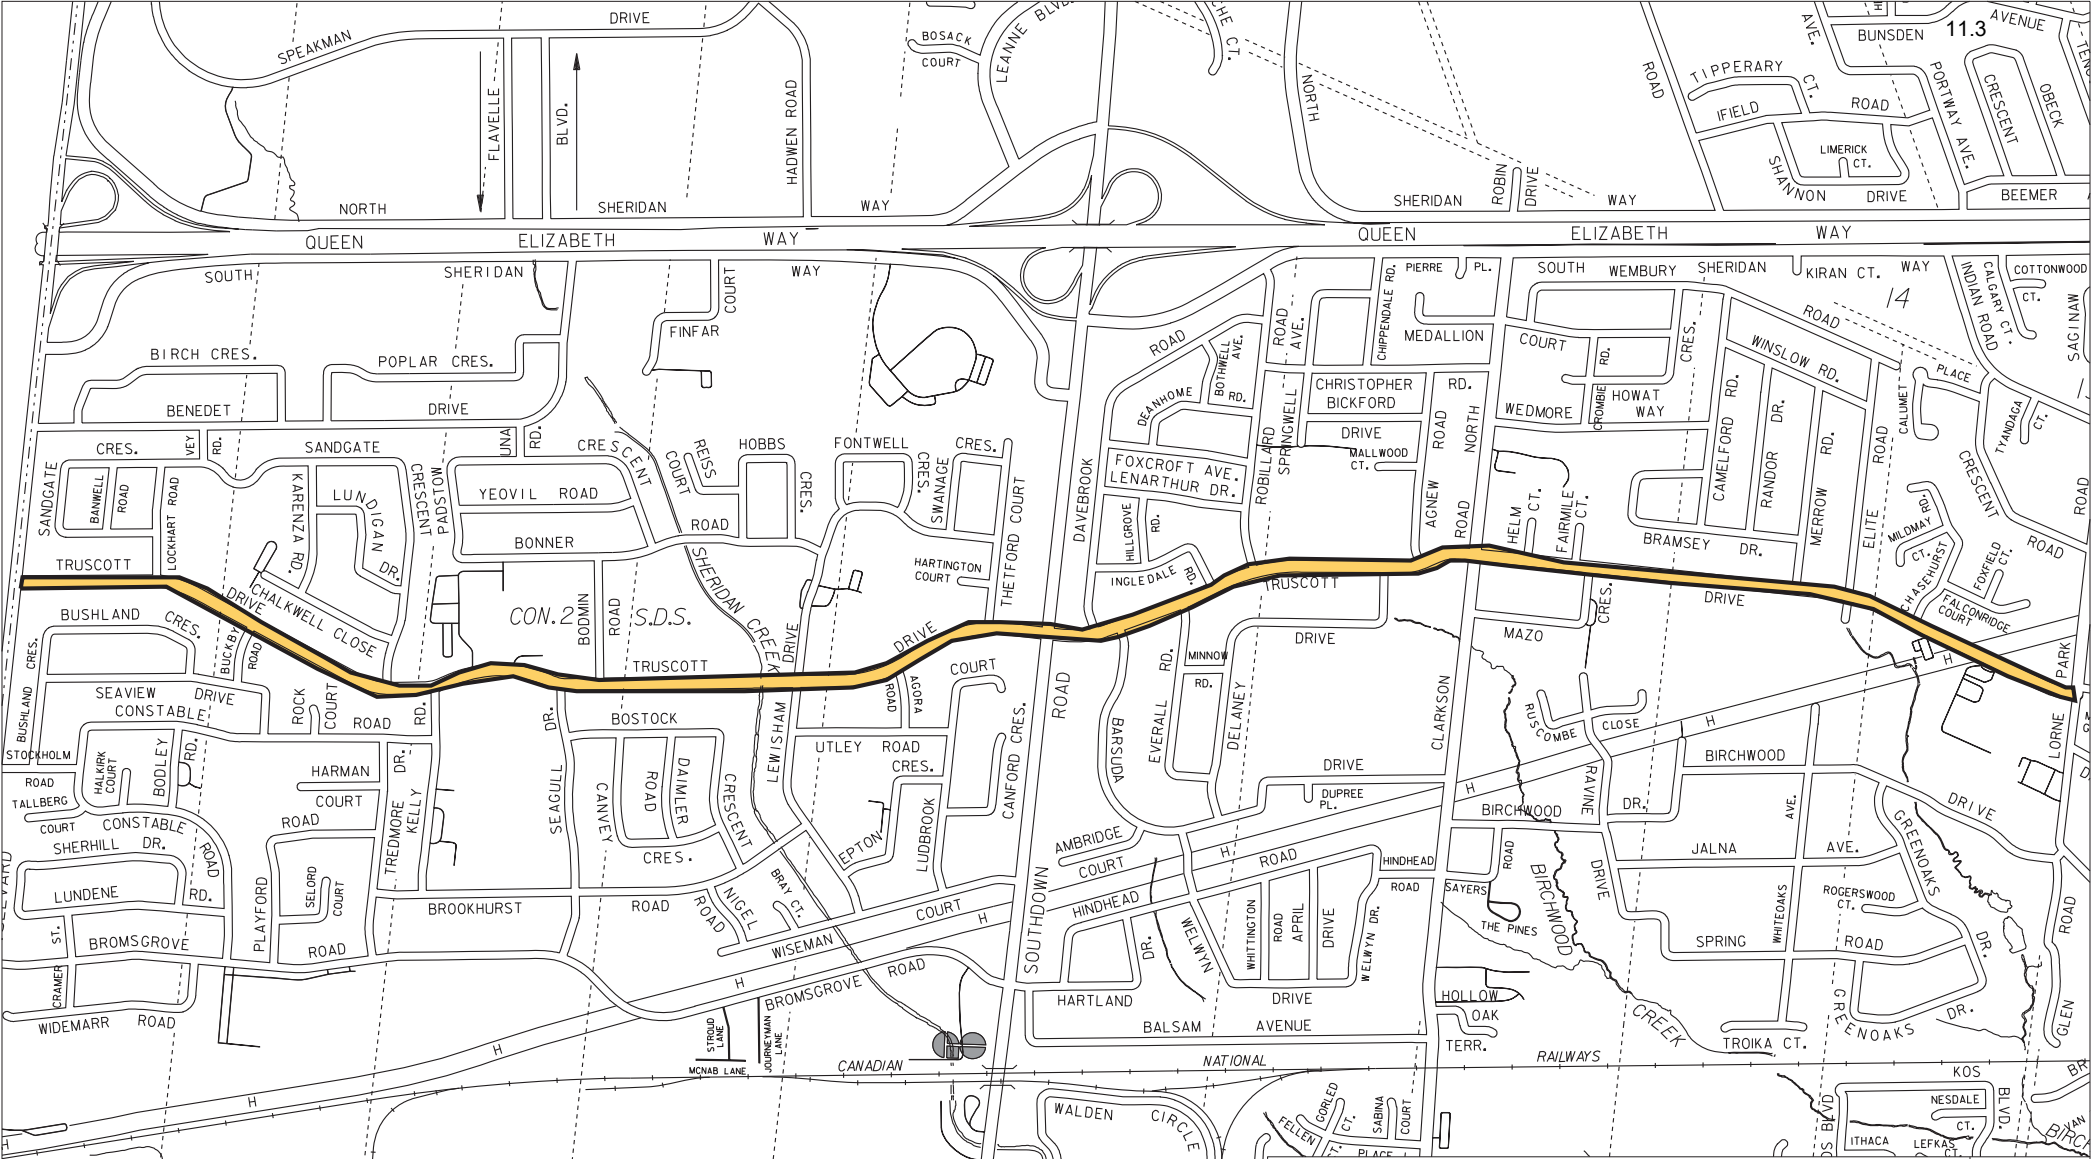 SPEAKMAN
DRIVE
BOSACK
COURT
LEANNE BLVD.
CHE CT.
ROAD
AVE.
BUNSDEN
11.3
AVENUE
TIPPERARY
CT.
IFIELD
ROAD
PORTWAY AVE.
CRESCENT
OBECK
FLAVELLE
BLVD.
HADWEN ROAD
NORTH
LIMERICK
CT.
SHANNON
DRIVE
BEEMER
ROBIN
DRIVE
NORTH
SHERIDAN
WAY
SHERIDAN
WAY
QUEEN
ELIZABETH
WAY
QUEEN
ELIZABETH
WAY
SOUTH
SHERIDAN
WAY
PIERRE
PL.
SOUTH
WEMBURY
SHERIDAN
KIRAN CT.
WAY
INDIAN ROAD
CALGARY CT.
COTTONWOOD
CT.
14
SAGINAW
COURT
FINFAR
BIRCH CRES.
POPLAR CRES.
ROAD
BOTHWELL
AVE.
ROAD
AVE.
CHIPPENDALE RD.
MEDALLION
COURT
RD.
CRES.
ROAD
WINSLOW RD.
PLACE
BENEDET
DRIVE
DEANHOME
RD.
CHRISTOPHER
BICKFORD
RD.
DRIVE
WEDMORE
CROMBIE
HOWAT
WAY
CALUMET
TYANDAGA
CT.
CRES.
VEY
RD.
SANDGATE
UNA
RD.
CRESCENT
REISS
COURT
HOBBS
CRES.
FONTWELL
CRES.
CRES.
SWANAGE
ROBILLARD
SPRINGWELL
MALLWOOD
CT.
AGNEW
ROAD
NORTH
ROAD
CAMELFORD
RD.
RANDOR
DR.
MERROW
RD.
ELITE
ROAD
CRESCENT
ROAD
ROAD
SANDGATE
BANWELL
ROAD
LOCKHART ROAD
KARENZA RD.
LUNDIGAN
DR.
CRESCENT
PADSTOW
YEOVIL ROAD
BONNER
ROAD
DAVEBROOK
FOXCROFT AVE.
LENARTHUR DR.
HILLGROVE
RD.
HELM
CT.
FAIRMILE
CT.
BRAMSEY
DR.
MILDMAY RD.
CT.
CHASEHURST
FOXFIELD
CT.
FALCONRIDGE
COURT
TRUSCOTT
DRIVE
CHALKWELL CLOSE
HARTINGTON
COURT
THETFORD COURT
INGLEDALE
RD.
TRUSCOTT
DRIVE
BUSHLAND
CRES.
BUSHLAND CRES.
BUCKBY
ROAD
CON.2
S.D.S.
BODMIN
ROAD
SHERIDAN
CREEK
DRIVE
DRIVE
TRUSCOTT
DRIVE
MAZO
CRES.
PARK
SEAVIEW
DRIVE
CONSTABLE
ROAD
ROCK
COURT
RD.
DR.
BOSTOCK
ROAD
AGORA
COURT
ROAD
EVERALL
RD.
MINNOW
RD.
DELANEY
CLARKSON
RUSCOMBE
CLOSE
H
H
LORNE
STOCKHOLM
ROAD
TALLBERG
COURT
HALKIRK
COURT
BODLEY
RD.
HARMAN
COURT
TREDMORE
DR.
KELLY
SEAGULL
CANVEY
ROAD
DAIMLER
CRESCENT
CRES.
LEWISHAM
UTLEY
ROAD
CRES.
CANFORD CRES.
BARSUDA
DRIVE
DUPREE
PL.
H
BIRCHWOOD
RAVINE
DR.
BIRCHWOOD
AVE.
DRIVE
CONSTABLE
ROAD
SHERHILL
DR.
LUNDENE
RD.
ROAD
PLAYFORD
SELORD
COURT
BROOKHURST
ROAD
NIGEL
ROAD
BRAY CT.
EPTON
LUDBROOK
COURT
WISEMAN
AMBRIDGE
COURT
H
ROAD
HINDHEAD
ROAD
HINDHEAD
SAYERS
ROAD
DRIVE
JALNA
AVE.
GREENOAKS
DR.
ROGERSWOOD
CT.
WHITEOAKS
SPRING
ROAD
ROAD
ST.
CRAMER
BROMSGROVE
ROAD
WIDEMARR
ROAD
H
H
BROMSGROVE
ROAD
SOUTHDOWN
HARTLAND
DR.
WELWYN
WHITTINGTON
ROAD
APRIL
DRIVE
WELWYN DR.
DRIVE
THE PINES
BIRCHWOOD
CREEK
HOLLOW
OAK
TERR.
GREENOAKS
DR.
TROIKA CT.
GLEN
BALSAM
AVENUE
STROUD
LANE
JOURNEYMAN
LANE
MCNAB LANE
CANADIAN
NATIONAL
RAILWAYS
H
H
WALDEN
CIRCLE
FELLEN
CT.
GORLED
CT.
SABINA
COURT
PLACE
KOS
BLVD.
NESDALE
CT.
ITHACA
LEFKAS
CT.